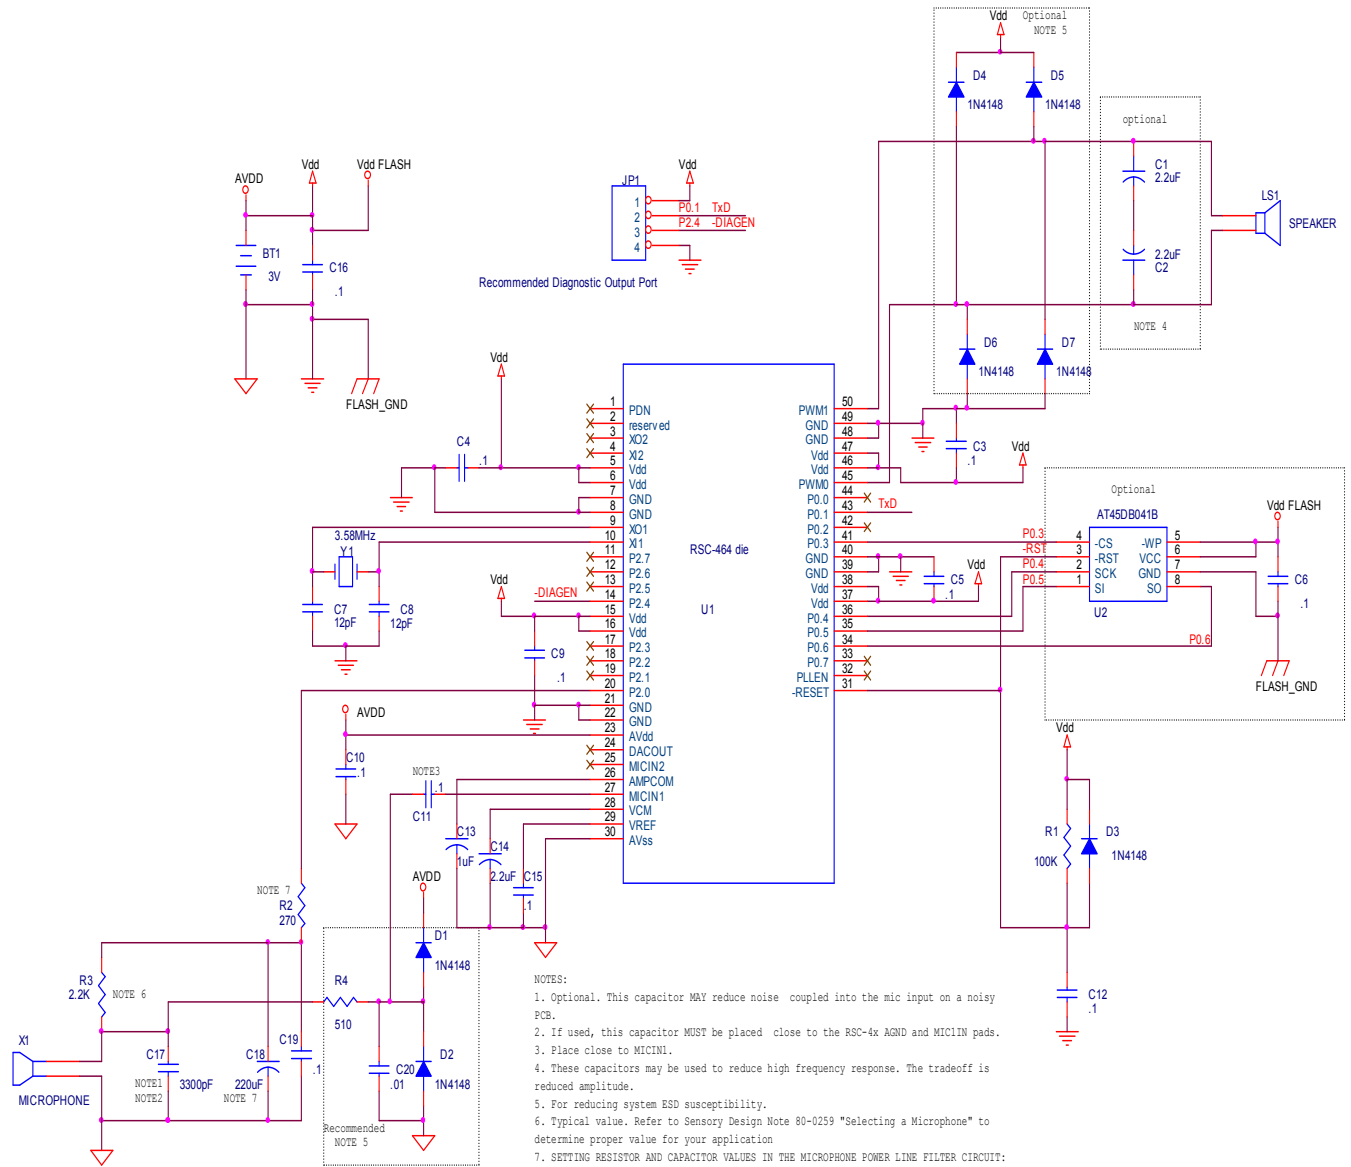 Vdd
Optional
NOTE 5
D4
1N4148
D5
1N4148
optional
C1
2.2uF
2.2uF
C2
NOTE 4
LS1
SPEAKER
D6
1N4148
D7
1N4148
AVDD
Vdd
Vdd FLASH
BT1
3V
C16
.1
FLASH_GND
JP1
Vdd
1
2
3
4
P0.1 TxD
P2.4 -DIAGEN
Recommended Diagnostic Output Port
Vdd
C4
.1
3.58MHz
Y1
C7
12pF
C8
12pF
Vdd
-DIAGEN
C9
.1
AVDD
C10
.1
NOTE3
.1
C11
C13
1uF
C14
2.2uF
C15
.1
RSC-464 die
U1
1 PDN
2 reserved
3 XO2
4 XI2
5 Vdd
6 Vdd
7 GND
8 GND
9 XO1
10 XI1
11 P2.7
12 P2.6
13 P2.5
14 P2.4
15 Vdd
16 Vdd
17 P2.3
18 P2.2
19 P2.1
20 P2.0
21 GND
22 GND
23 AVdd
24 DACOUT
25 MICIN2
26 AMPCOM
27 MICIN1
28 VCM
29 VREF
30 AVss
PWM1 50
GND 49
GND 48
Vdd 47
Vdd 46
PWM0 45
P0.0 44
P0.1 43
P0.2 42
P0.3 41
GND 40
GND 39
Vdd 38
Vdd 37
P0.4 36
P0.5 35
P0.6 34
P0.7 33
PLLEN 32
-RESET 31
C3
.1
Vdd
TxD
C5
.1
Vdd
Optional
AT45DB041B
P0.3
-RST
P0.4
P0.5
4 -CS
3 -RST
2 SCK
1 SI
-WP 5
VCC 6
GND 7
SO 8
U2
P0.6
Vdd FLASH
C6
.1
FLASH_GND
Vdd
R1
100K
D3
1N4148
C12
.1
NOTE 7
R2
270
R3
2.2K
NOTE 6
X1
MICROPHONE
C17
3300pF
NOTE1
NOTE2
C18
220uF
NOTE 7
C19
.1
R4
510
C20
.01
AVDD
D1
1N4148
D2
1N4148
Recommended
NOTE 5
AVDD
NOTES:
1. Optional. This capacitor MAY reduce noise coupled into the mic input on a noisy
PCB.
2. If used, this capacitor MUST be placed close to the RSC-4x AGND and MIC1IN pads.
3. Place close to MICIN1.
4. These capacitors may be used to reduce high frequency response. The tradeoff is
reduced amplitude.
5. For reducing system ESD susceptibility.
6. Typical value. Refer to Sensory Design Note 80-0259 "Selecting a Microphone" to
determine proper value for your application
7. SETTING RESISTOR AND CAPACITOR VALUES IN THE MICROPHONE POWER LINE FILTER CIRCUIT: